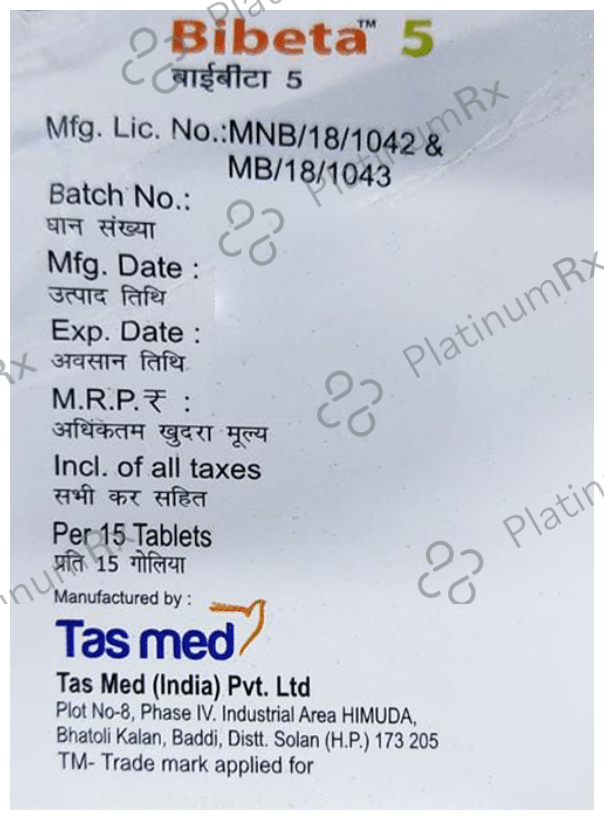 Bibeta™ 5
बाईबीटा 5
Mfg. Lic. No.:MNB/18/1042 &
MB/18/1043
Batch No.:
घान संख्या
Mfg. Date :
उत्पाद तिथि
Exp. Date :
अवसान तिथि
M.R.P.₹ :
अधिकतम खुदरा मूल्य
Incl. of all taxes
सभी कर सहित
Per 15 Tablets
प्रति 15 गोलिया
Manufactured by :
Tas med
Tas Med (India) Pvt. Ltd
Plot No-8, Phase IV. Industrial Area HIMUDA,
Bhatoli Kalan, Baddi, Distt. Solan (H.P.) 173 205
TM- Trade mark applied for
PlatinumRx
PlatinumRx